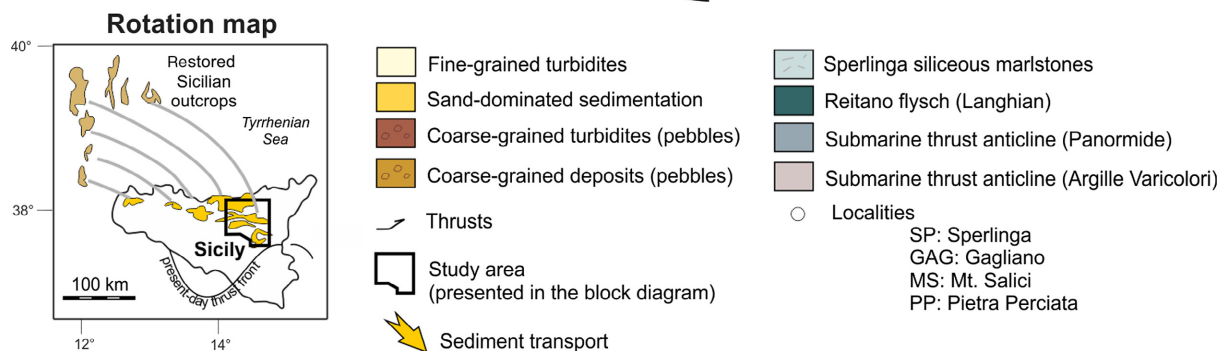 Rotation map
40°
Restored
Sicilian
outcrops
Tyrrhenian
Sea
38°
Sicily
present-day thrust front
100 km
12°
14°
Fine-grained turbidites
Sand-dominated sedimentation
Coarse-grained turbidites (pebbles)
Coarse-grained deposits (pebbles)
Thrusts
Study area
(presented in the block diagram)
Sediment transport
Sperlinga siliceous marlstones
Reitano flysch (Langhian)
Submarine thrust anticline (Panormide)
Submarine thrust anticline (Argille Varicolori)
Localities
SP: Sperlinga
GAG: Gagliano
MS: Mt. Salici
PP: Pietra Perciata